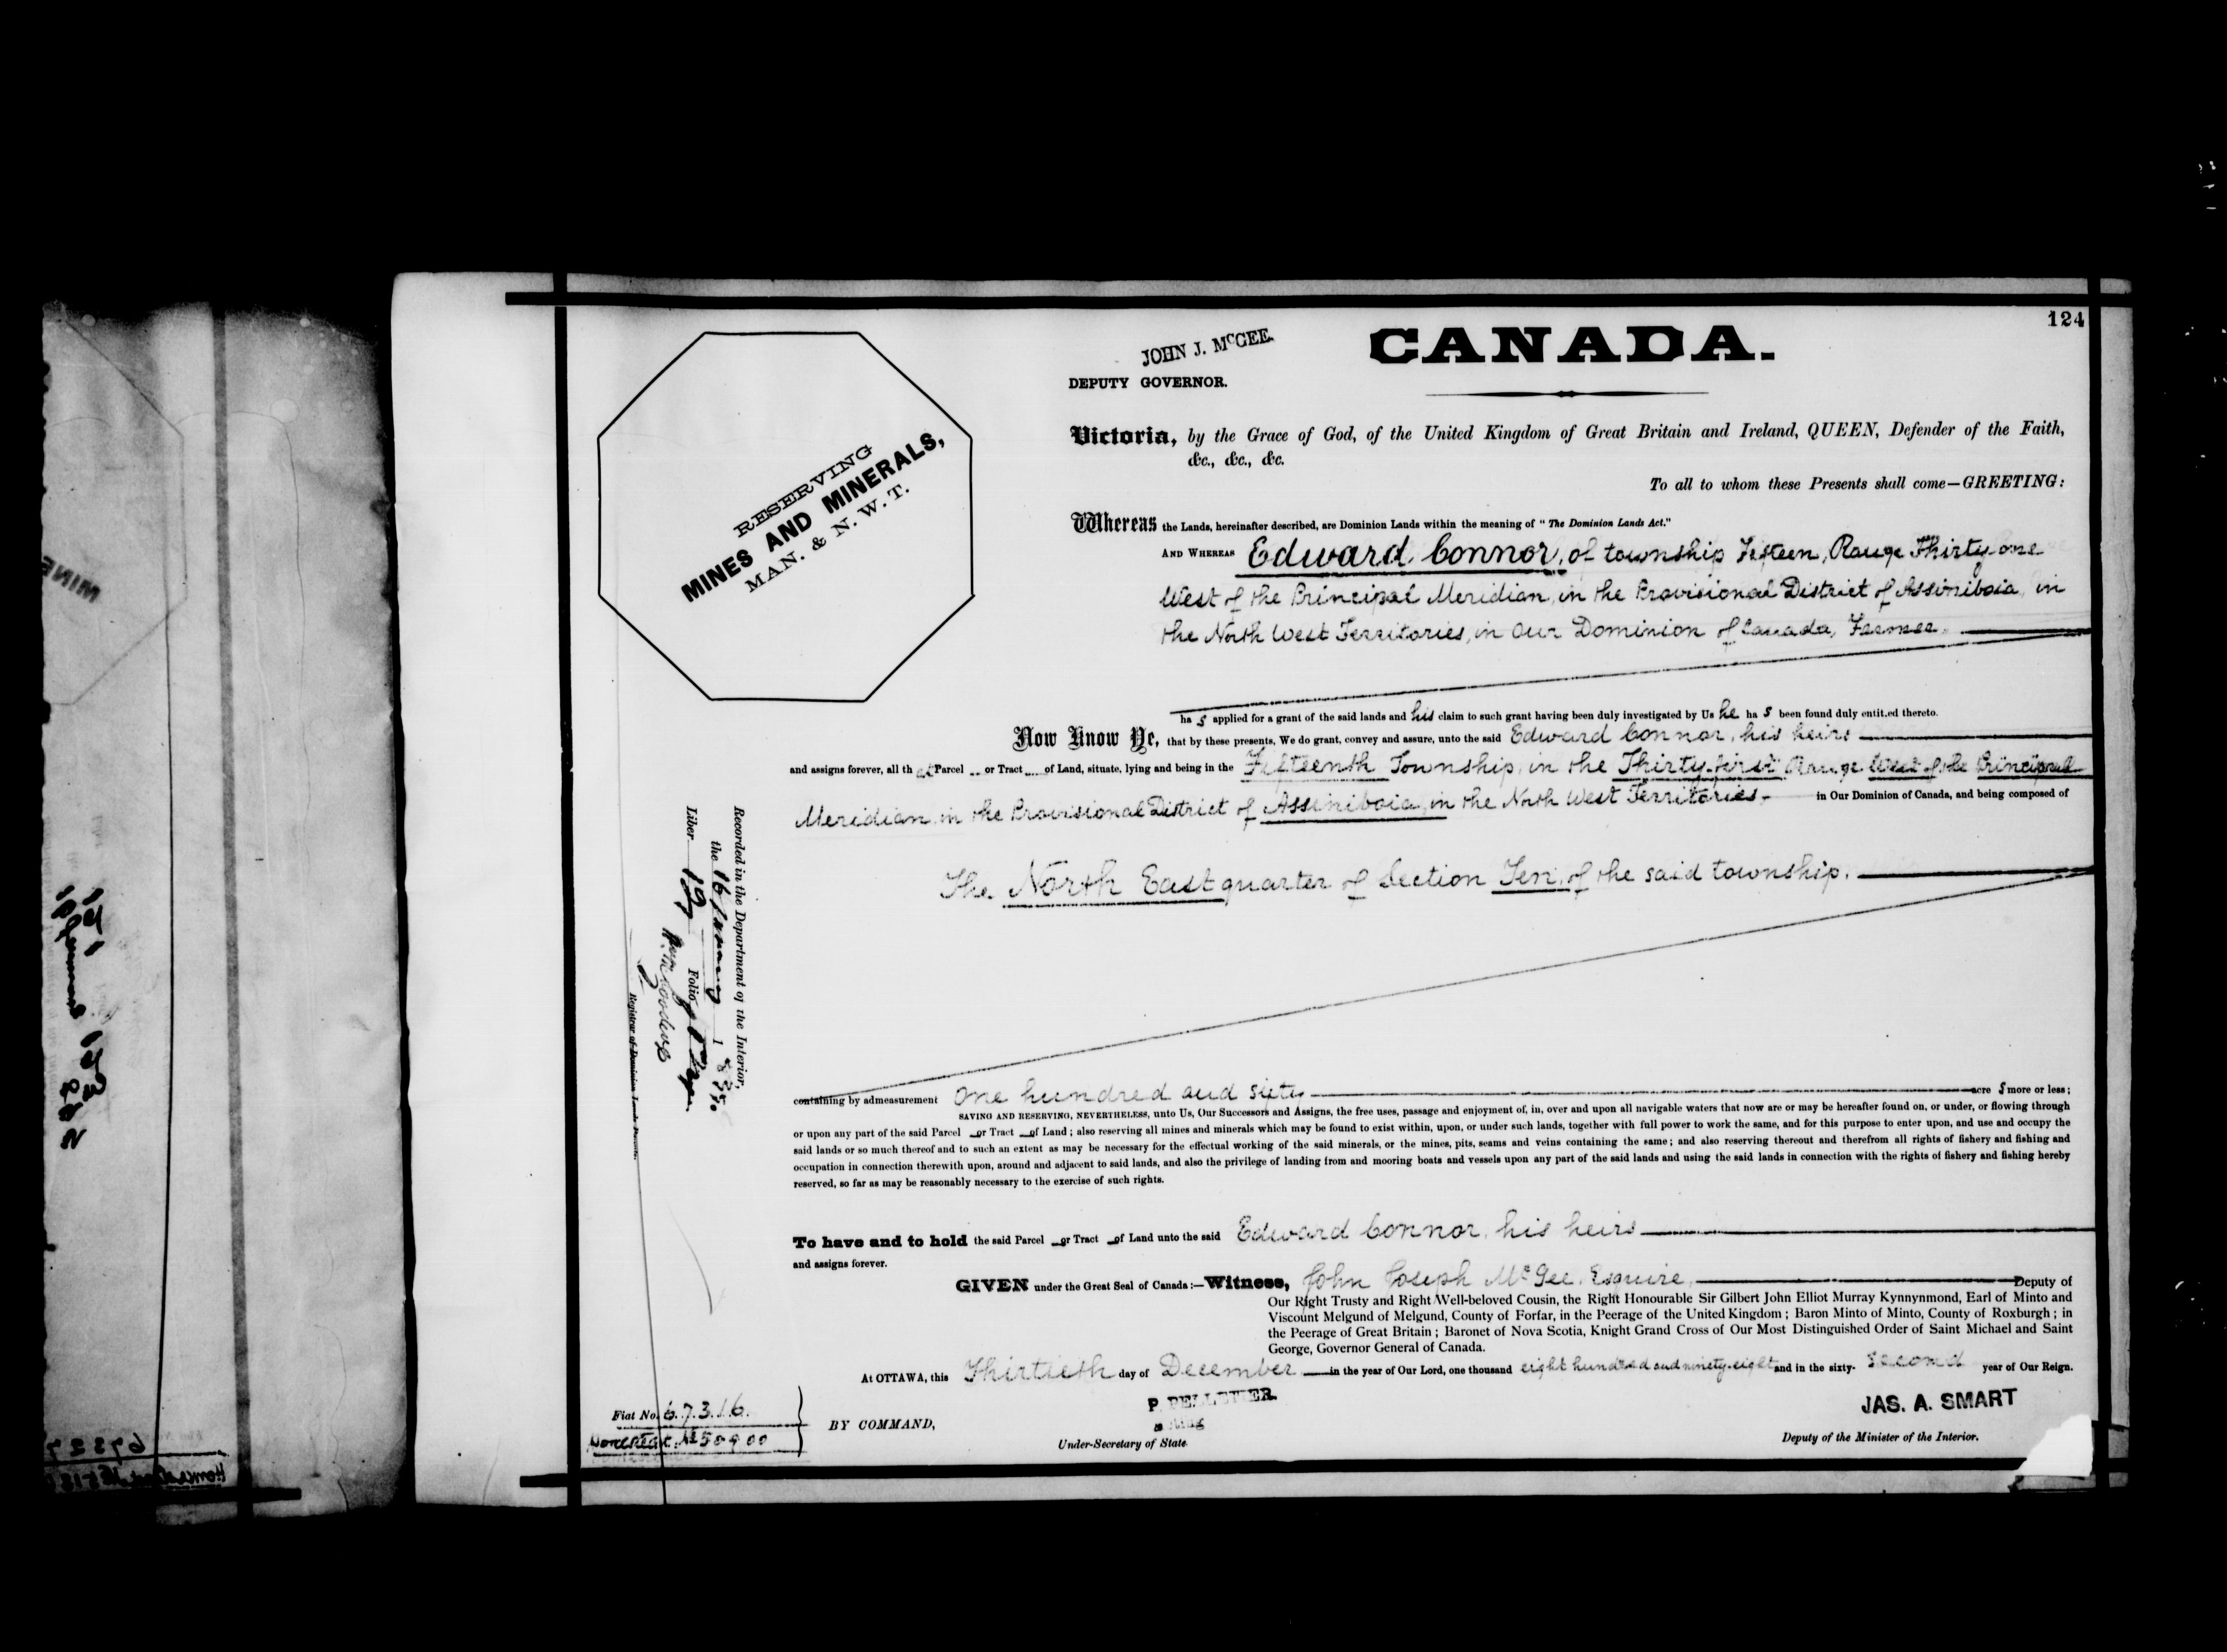 124
JOHN J. McGEE.
DEPUTY GOVERNOR.
CANADA.
RESERVING
MINES AND MINERALS,
MAN. & N. W. T.
Victoria, by the Grace of God, of the United Kingdom of Great Britain and Ireland, QUEEN, Defender of the Faith,
&c., &c., &c.
To all to whom these Presents shall come—GREETING:
Whereas the Lands, hereinafter described, are Dominion Lands within the meaning of "The Dominion Lands Act."
AND WHEREAS Edward Connor, of township Fifteen, Range Thirty-one
West of the Principal Meridian, in the Provisional District of Assiniboia, in
the North West Territories, in Our Dominion of Canada, Farmer,
has applied for a grant of the said lands and his claim to such grant having been duly investigated by Us he has been found duly entitled thereto.
Now Know Ye, that by these presents, We do grant, convey and assure, unto the said Edward Connor, his heirs
and assigns forever, all that Parcel or Tract of Land, situate, lying and being in the Fifteenth Township, in the Thirty-first Range West of the Principal
Meridian, in the Provisional District of Assiniboia, in the North West Territories, in Our Dominion of Canada, and being composed of
The North East quarter of Section Ten, of the said township.
containing by admeasurement One hundred and sixty acres more or less;
SAVING AND RESERVING, NEVERTHELESS, unto Us, Our Successors and Assigns, the free uses, passage and enjoyment of, in, over and upon all navigable waters that now are or may be hereafter found on, or under, or flowing through
or upon any part of the said Parcel or Tract of Land; also reserving all mines and minerals which may be found to exist within, upon, or under such lands, together with full power to work the same, and for this purpose to enter upon, and use and occupy the
said lands or so much thereof and to such an extent as may be necessary for the effectual working of the said minerals, or the mines, pits, seams and veins containing the same; and also reserving thereout and therefrom all rights of fishery and fishing and
occupation in connection therewith upon, around and adjacent to said lands, and also the privilege of landing from and mooring boats and vessels upon any part of the said lands and using the said lands in connection with the rights of fishery and fishing hereby
reserved, so far as may be reasonably necessary to the exercise of such rights.
To have and to hold the said Parcel or Tract of Land unto the said Edward Connor, his heirs
and assigns forever.
GIVEN under the Great Seal of Canada:—Witness, John Joseph McGee, Esquire, Deputy of
Our Right Trusty and Right Well-beloved Cousin, the Right Honourable Sir Gilbert John Elliot Murray Kynnynmond, Earl of Minto and
Viscount Melgund of Melgund, County of Forfar, in the Peerage of the United Kingdom; Baron Minto of Minto, County of Roxburgh; in
the Peerage of Great Britain; Baronet of Nova Scotia, Knight Grand Cross of Our Most Distinguished Order of Saint Michael and Saint
George, Governor General of Canada.
At OTTAWA, this Thirtieth day of December in the year of Our Lord, one thousand eight hundred and ninety-eight and in the sixty-second year of Our Reign.
BY COMMAND,
P. PELLETIER.
Acting
Under-Secretary of State.
JAS. A. SMART
Deputy of the Minister of the Interior.
Fiat No. 67316.
Recorded in the Department of the Interior,
the 16 January 1899
Liber 129 Folio
Registrar of Dominion Lands Patents.